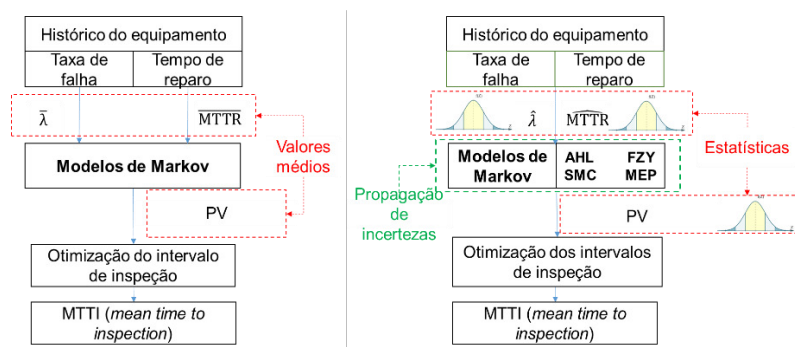 Histórico do equipamento
Taxa de
falha
Tempo de
reparo
λ̅
M̅T̅T̅R̅
Valores
médios
Modelos de Markov
PV
Otimização do intervalo
de inspeção
MTTI (mean time to
inspection)
Histórico do equipamento
Taxa de
falha
Tempo de
reparo
λ̂
MTTR̂
Estatísticas
Modelos de
Markov
AHL FZY
SMC MEP
Propagação
de
incertezas
PV
Otimização dos intervalos
de inspeção
MTTI (mean time to
inspection)